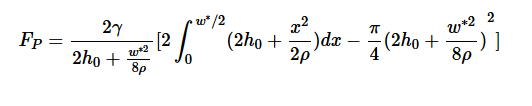 $F_P = \frac{2\gamma}{2h_0 + \frac{w^{*2}}{8\rho}} [2 \int_0^{w^*/2} (2h_0 + \frac{x^2}{2\rho})dx - \frac{\pi}{4}(2h_0 + \frac{w^{*2}}{8\rho})^2 ]$